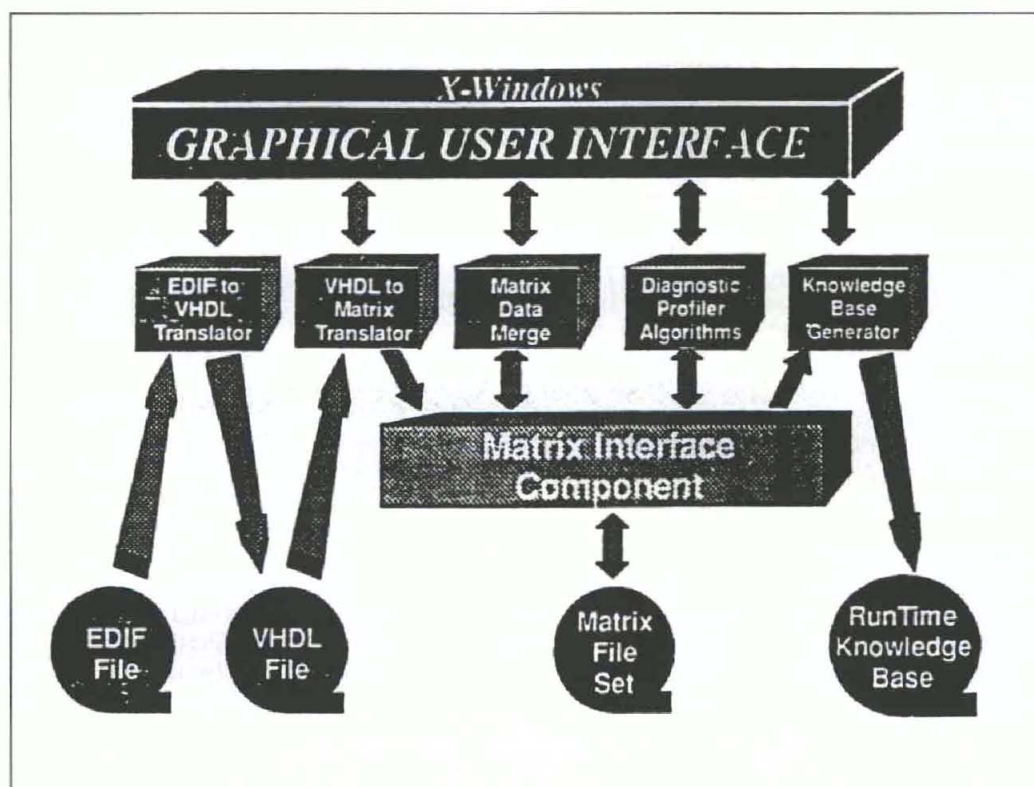 X-Windows
GRAPHICAL USER INTERFACE
EDIF to
VHDL
Translator
VHDL to
Matrix
Translator
Matrix
Data
Merge
Diagnostic
Profiler
Algorithms
Knowledge
Base
Generator
Matrix Interface
Component
EDIF
File
VHDL
File
Matrix
File
Set
RunTime
Knowledge
Base